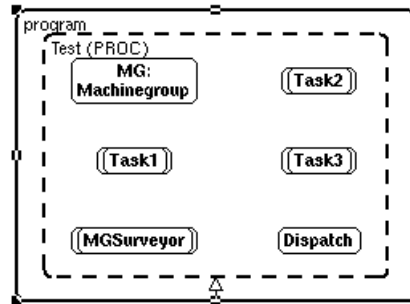 program
Test (PROC)
MG:
Machinegroup
Task2
Task1
Task3
MGSurveyor
Dispatch